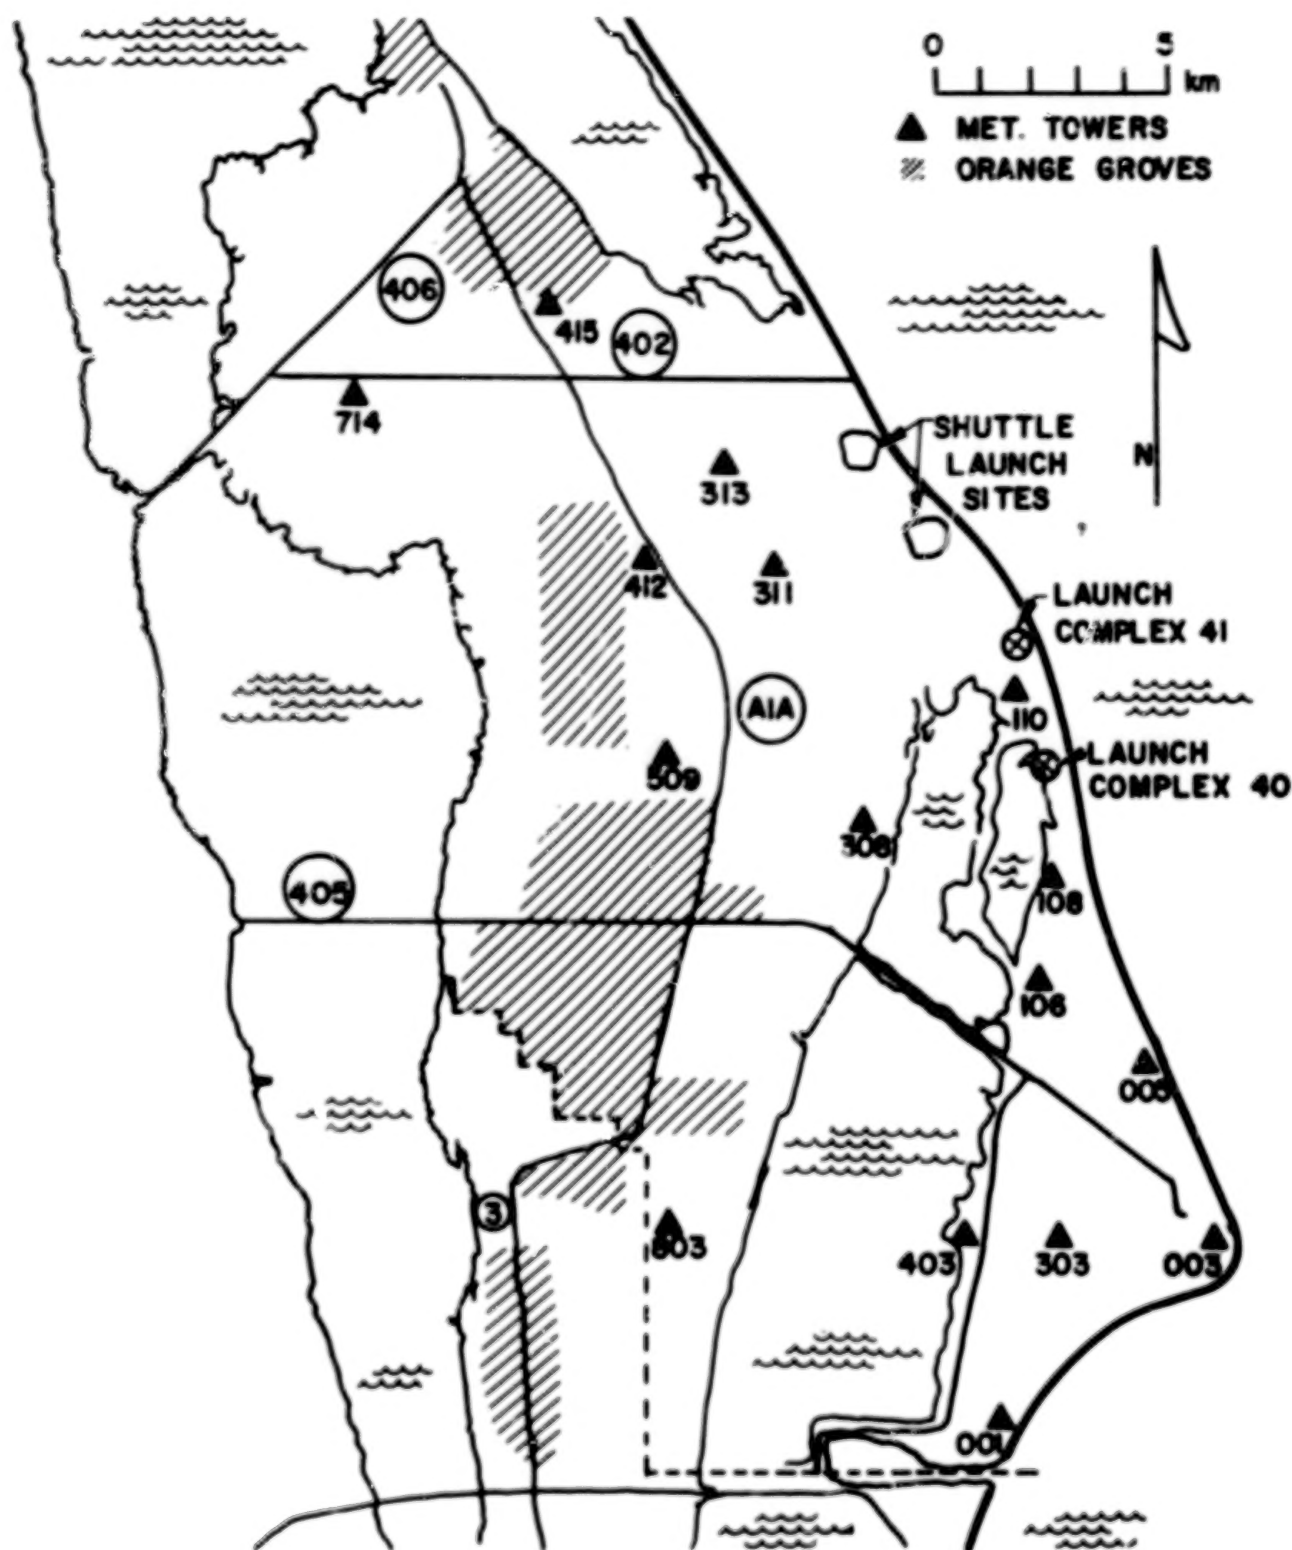 0 5
km
MET. TOWERS
ORANGE GROVES
406
415
402
714
SHUTTLE
LAUNCH
SITES
N
313
412
311
LAUNCH
COMPLEX 41
A1A
110
LAUNCH
COMPLEX 40
509
308
405
108
106
005
3
803
403
303
003
001